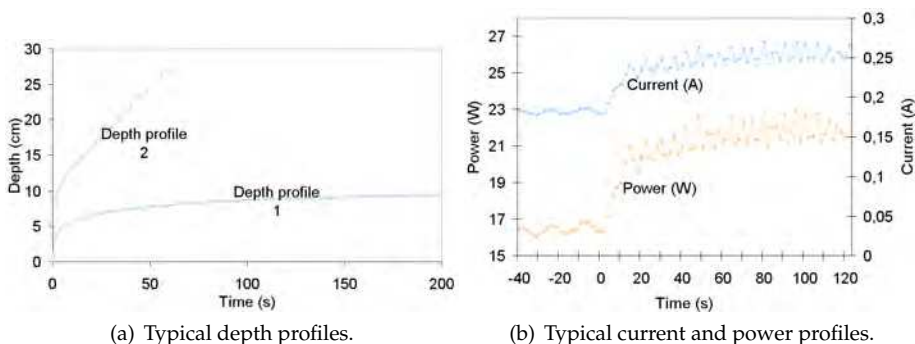 30
25
20
15
10
5
0
Depth (cm)
Depth profile
2
Depth profile
1
0 50 100 150 200
Time (s)
(a) Typical depth profiles.
27
25
23
21
19
17
15
Power (W)
Current (A)
Power (W)
0,3
0,25
0,2
0,15
0,1
0,05
0
Current (A)
-40 -20 0 20 40 60 80 100 120
Time (s)
(b) Typical current and power profiles.